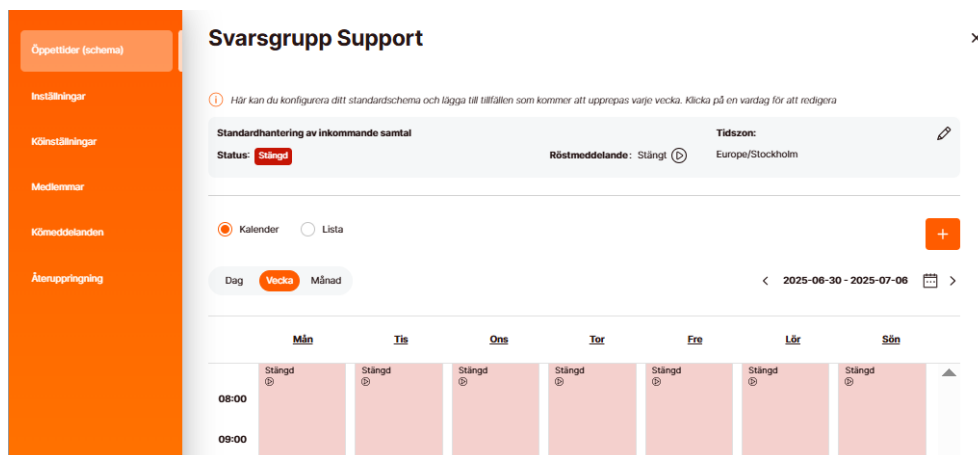 Öppettider (schema)
Inställningar
Köinställningar
Medlemmar
Kömeddelanden
Återuppringning
Svarsgrupp Support
Här kan du konfigurera ditt standardschema och lägga till tillfällen som kommer att upprepas varje vecka. Klicka på en vardag för att redigera
Standardhantering av inkommande samtal
Tidszon:
Status: Stängd
Röstmeddelande: Stängt
Europe/Stockholm
Kalender Lista
+
Dag Vecka Månad
< 2025-06-30 - 2025-07-06 >
Mån Tis Ons Tor Fre Lör Sön
Stängd Stängd Stängd Stängd Stängd Stängd Stängd
08:00
09:00